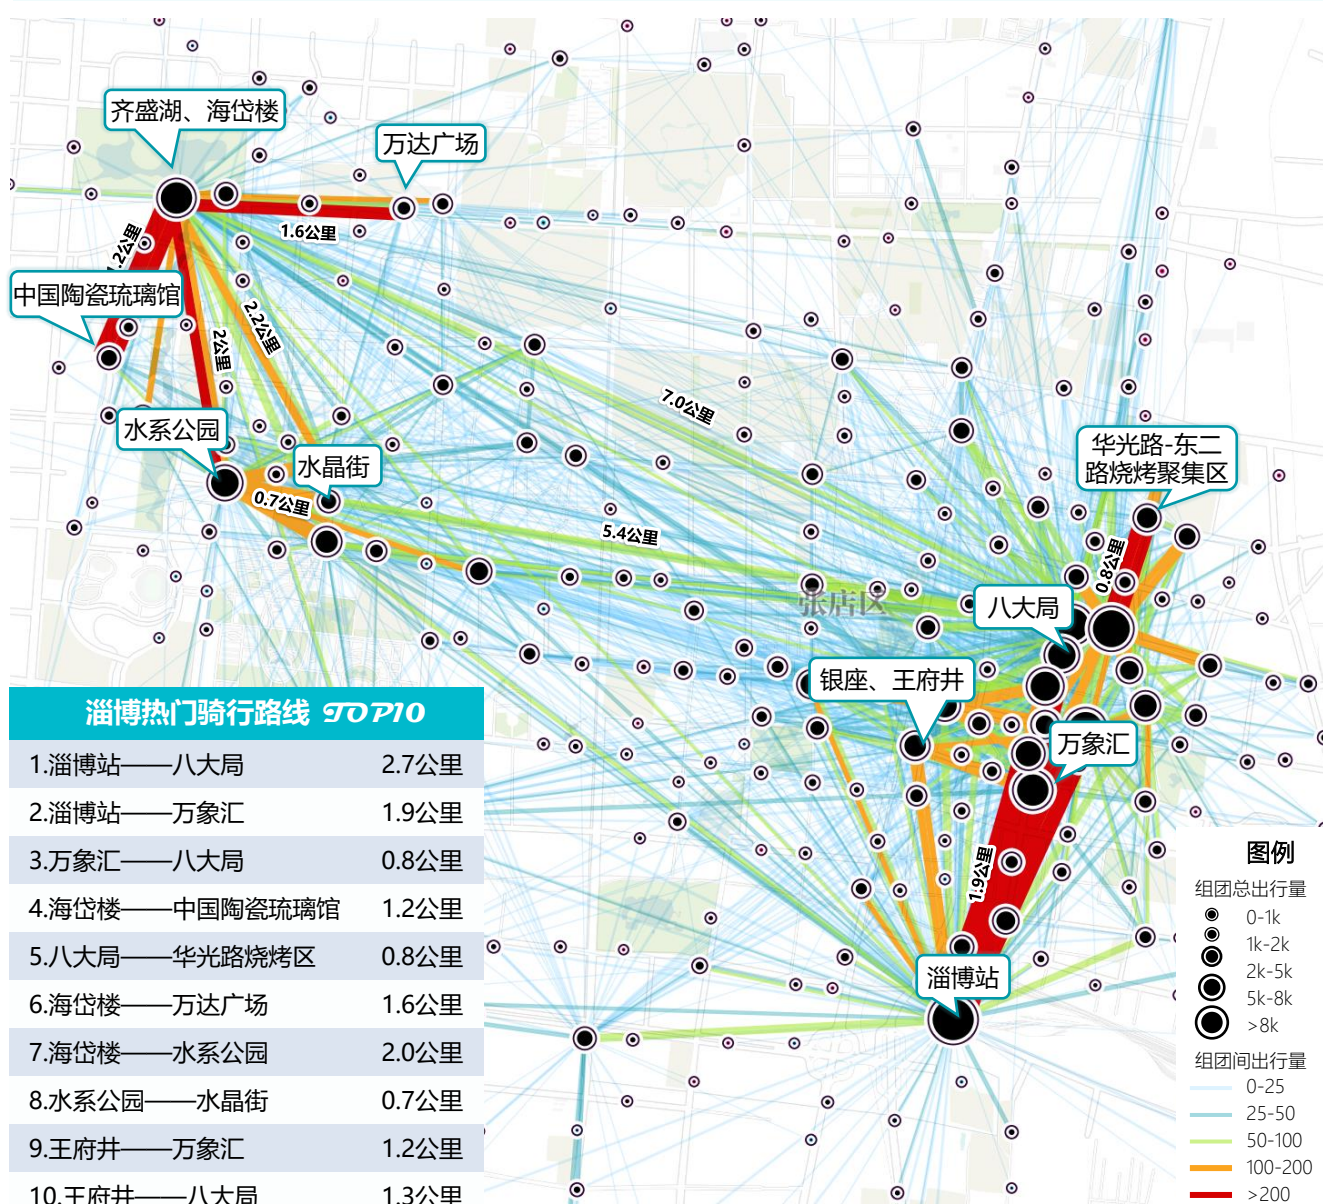 齐盛湖、海岱楼
万达广场
1.6公里
1.2公里
中国陶瓷琉璃馆
2公里
2.2公里
7.0公里
水系公园
水晶街
0.7公里
5.4公里
华光路-东二
路烧烤聚集区
0.8公里
张店区
八大局
银座、王府井
万象汇
1.9公里
淄博站
淄博热门骑行路线 TOP10
1.淄博站——八大局 2.7公里
2.淄博站——万象汇 1.9公里
3.万象汇——八大局 0.8公里
4.海岱楼——中国陶瓷琉璃馆 1.2公里
5.八大局——华光路烧烤区 0.8公里
6.海岱楼——万达广场 1.6公里
7.海岱楼——水系公园 2.0公里
8.水系公园——水晶街 0.7公里
9.王府井——万象汇 1.2公里
10.王府井——八大局 1.3公里
图例
组团总出行量
0-1k
1k-2k
2k-5k
5k-8k
>8k
组团间出行量
0-25
25-50
50-100
100-200
>200